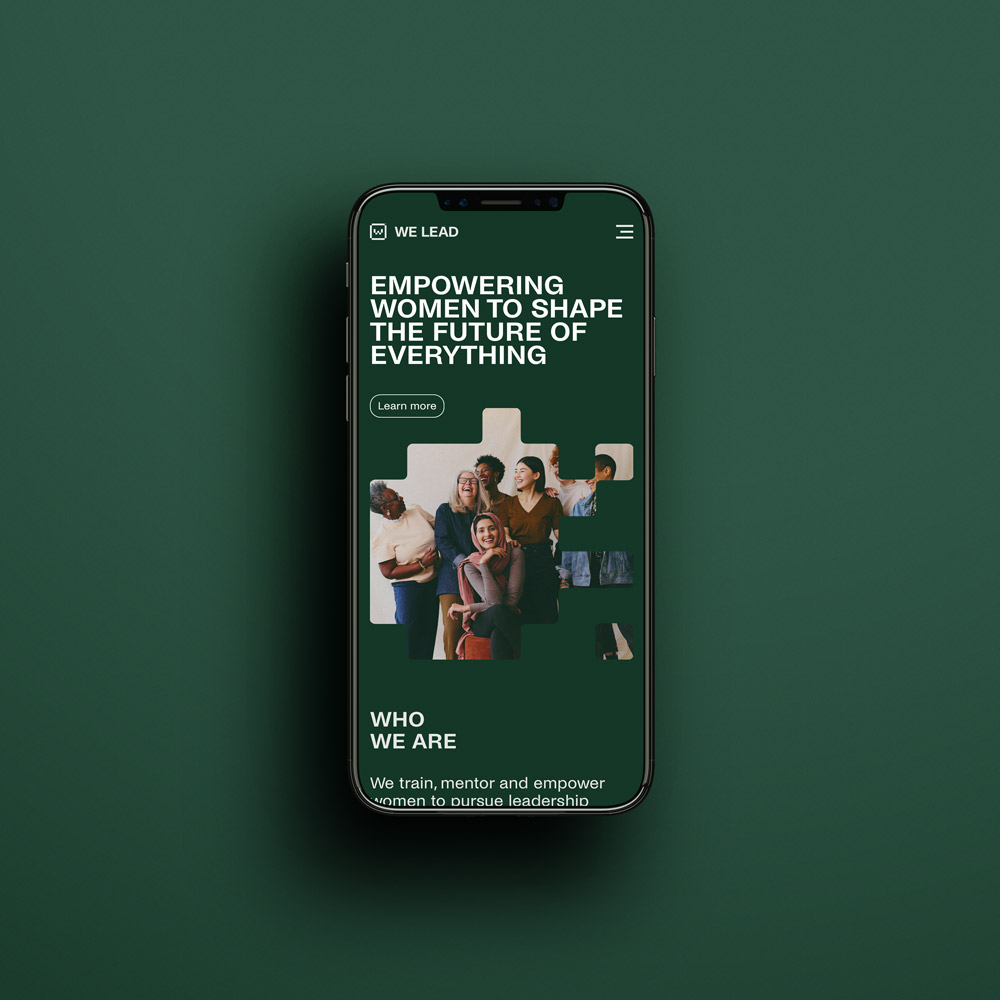 WE LEAD
EMPOWERING
WOMEN TO SHAPE
THE FUTURE OF
EVERYTHING
Learn more
WHO
WE ARE
We train, mentor and empower
women to pursue leadership